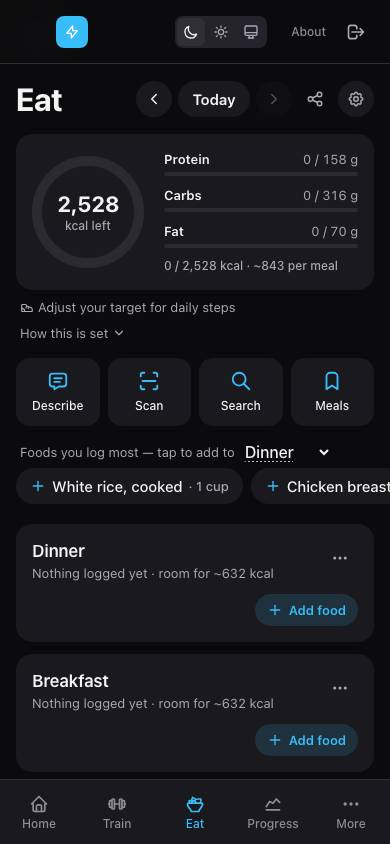 About
Eat
Today
2,528
kcal left
Protein 0 / 158 g
Carbs 0 / 316 g
Fat 0 / 70 g
0 / 2,528 kcal · ~843 per meal
Adjust your target for daily steps
How this is set
Describe
Scan
Search
Meals
Foods you log most — tap to add to Dinner
+ White rice, cooked · 1 cup
+ Chicken breast
Dinner
Nothing logged yet · room for ~632 kcal
+ Add food
Breakfast
Nothing logged yet · room for ~632 kcal
+ Add food
Home
Train
Eat
Progress
More